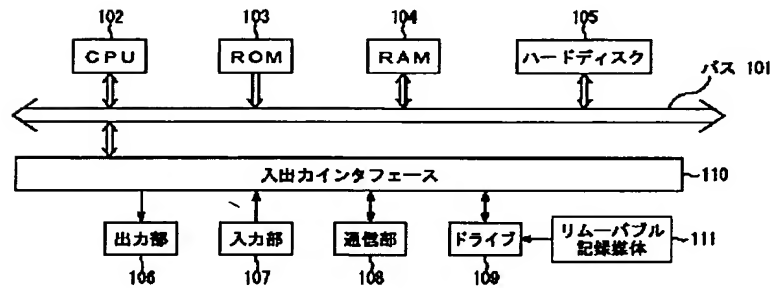 102
103
104
105
CPU
ROM
RAM
ハードディスク
バス 101
入出力インタフェース
110
出力部
入力部
通信部
ドライブ
リムーバブル
記録媒体
111
106
107
108
109